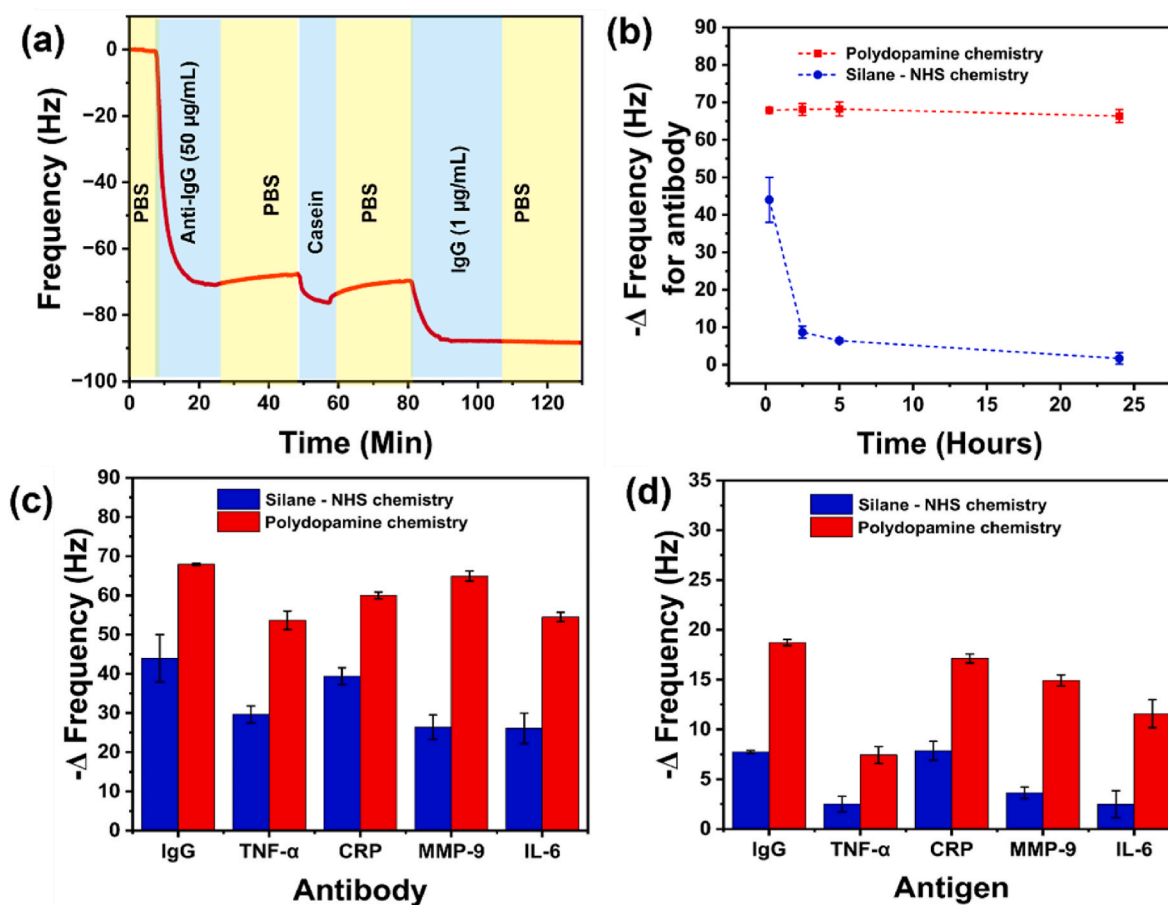 (a)
Frequency (Hz)
0
−20
−40
−60
−80
−100
PBS
Anti-IgG (50 µg/mL)
PBS
Casein
PBS
IgG (1 µg/mL)
PBS
0 20 40 60 80 100 120
Time (Min)
(b)
-Δ Frequency (Hz)
for antibody
90
80
70
60
50
40
30
20
10
0
Polydopamine chemistry
Silane - NHS chemistry
0 5 10 15 20 25
Time (Hours)
(c)
-Δ Frequency (Hz)
90
80
70
60
50
40
30
20
10
0
Silane - NHS chemistry
Polydopamine chemistry
IgG TNF-α CRP MMP-9 IL-6
Antibody
(d)
-Δ Frequency (Hz)
35
30
25
20
15
10
5
0
Silane - NHS chemistry
Polydopamine chemistry
IgG TNF-α CRP MMP-9 IL-6
Antigen